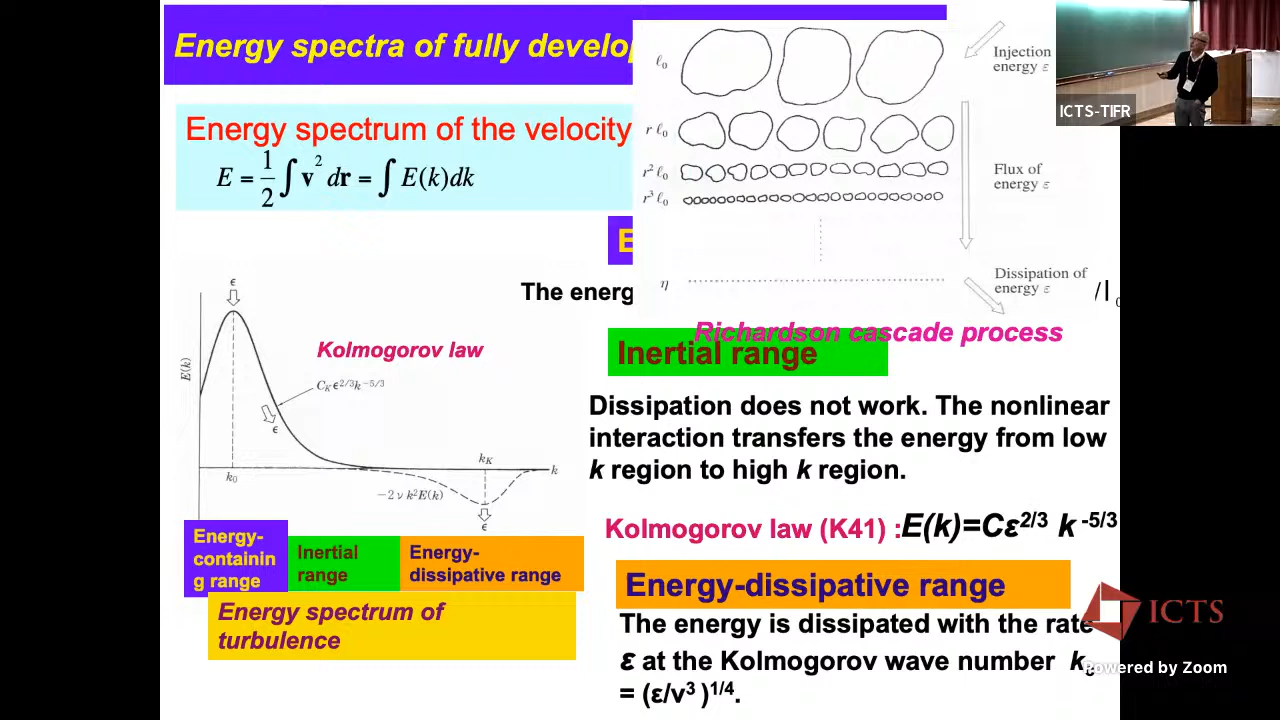 Energy spectra of fully develop
Energy spectrum of the velocity
E = 1/2 ∫ v² dr = ∫ E(k)dk
ℓ₀
r ℓ₀
r² ℓ₀
r³ ℓ₀
η
Injection
energy ε
Flux of
energy ε
Dissipation of
energy ε
ICTS-TIFR
The energ
/l₀
Richardson cascade process
ε
E(k)
Kolmogorov law
C_K ε^{2/3} k^{-5/3}
ε
k₀
k_K
k
−2 ν k² E(k)
ε
Energy-
containin
g range
Inertial
range
Energy-
dissipative range
Energy spectrum of
turbulence
Inertial range
Dissipation does not work. The nonlinear
interaction transfers the energy from low
k region to high k region.
Kolmogorov law (K41) : E(k)=Cε^{2/3} k^{-5/3}
Energy-dissipative range
The energy is dissipated with the rate
ε at the Kolmogorov wave number k
= (ε/ν³)^{1/4}.
ICTS
Powered by Zoom